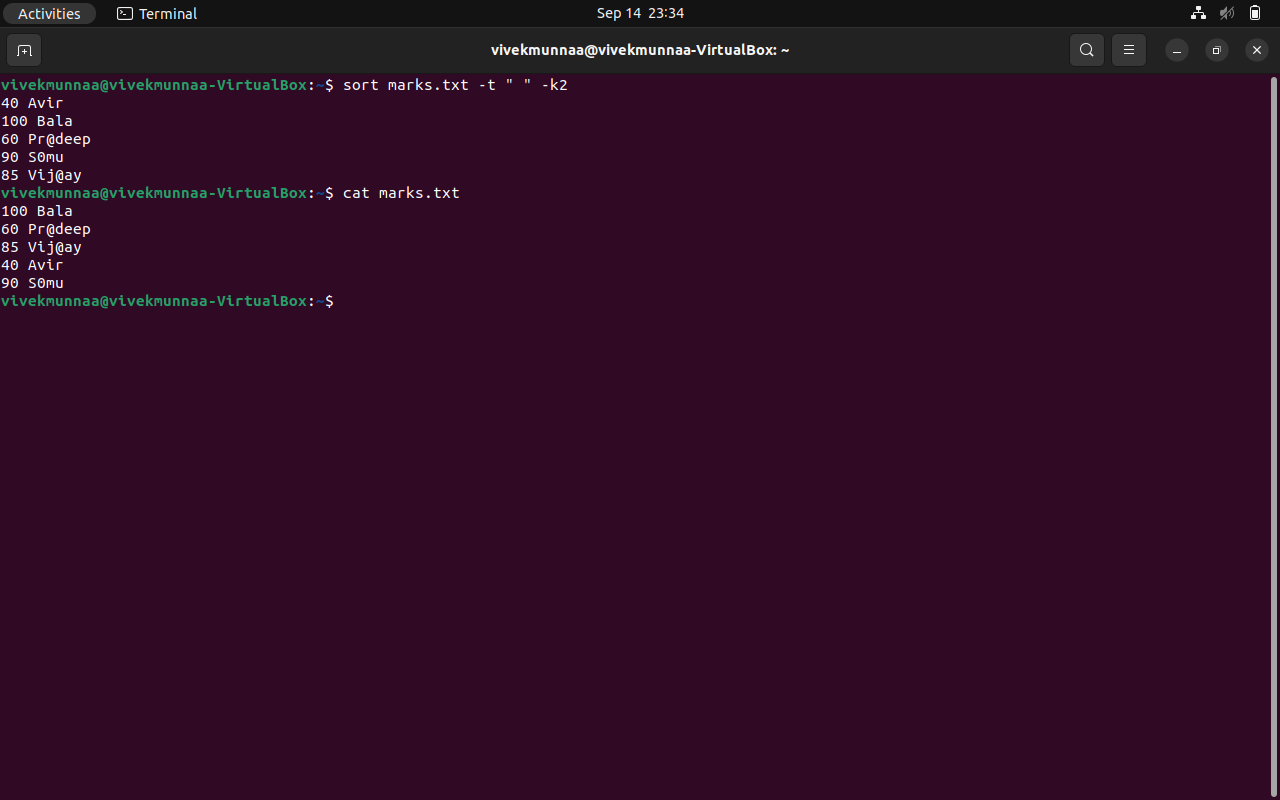 Activities
Terminal
Sep 14 23:34
vivekmunnaa@vivekmunnaa-VirtualBox: ~
vivekmunnaa@vivekmunnaa-VirtualBox:~$ sort marks.txt -t " " -k2
40 Avir
100 Bala
60 Pr@deep
90 S0mu
85 Vij@ay
vivekmunnaa@vivekmunnaa-VirtualBox:~$ cat marks.txt
100 Bala
60 Pr@deep
85 Vij@ay
40 Avir
90 S0mu
vivekmunnaa@vivekmunnaa-VirtualBox:~$